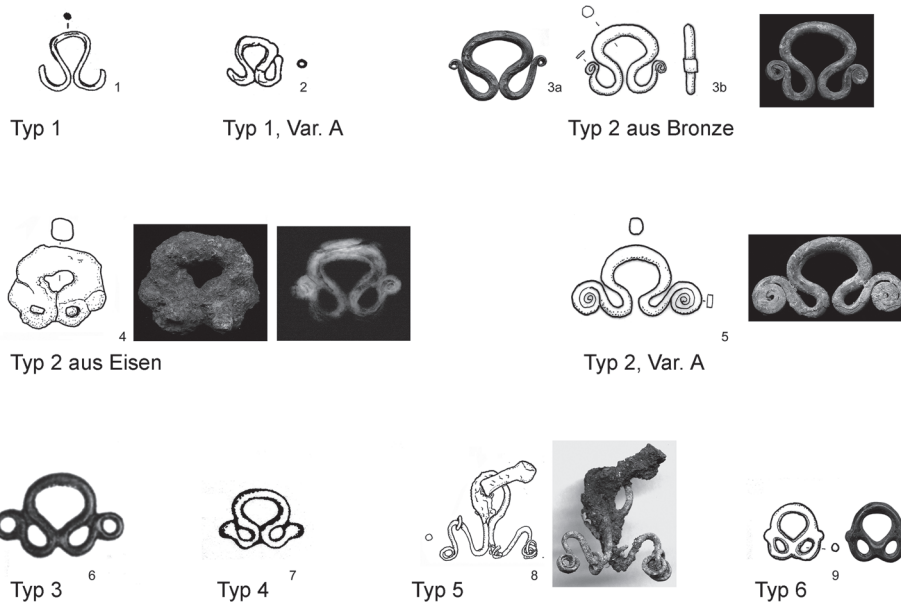 1
2
3a
3b
Typ 1
Typ 1, Var. A
Typ 2 aus Bronze
4
5
Typ 2 aus Eisen
Typ 2, Var. A
6
7
8
9
Typ 3
Typ 4
Typ 5
Typ 6